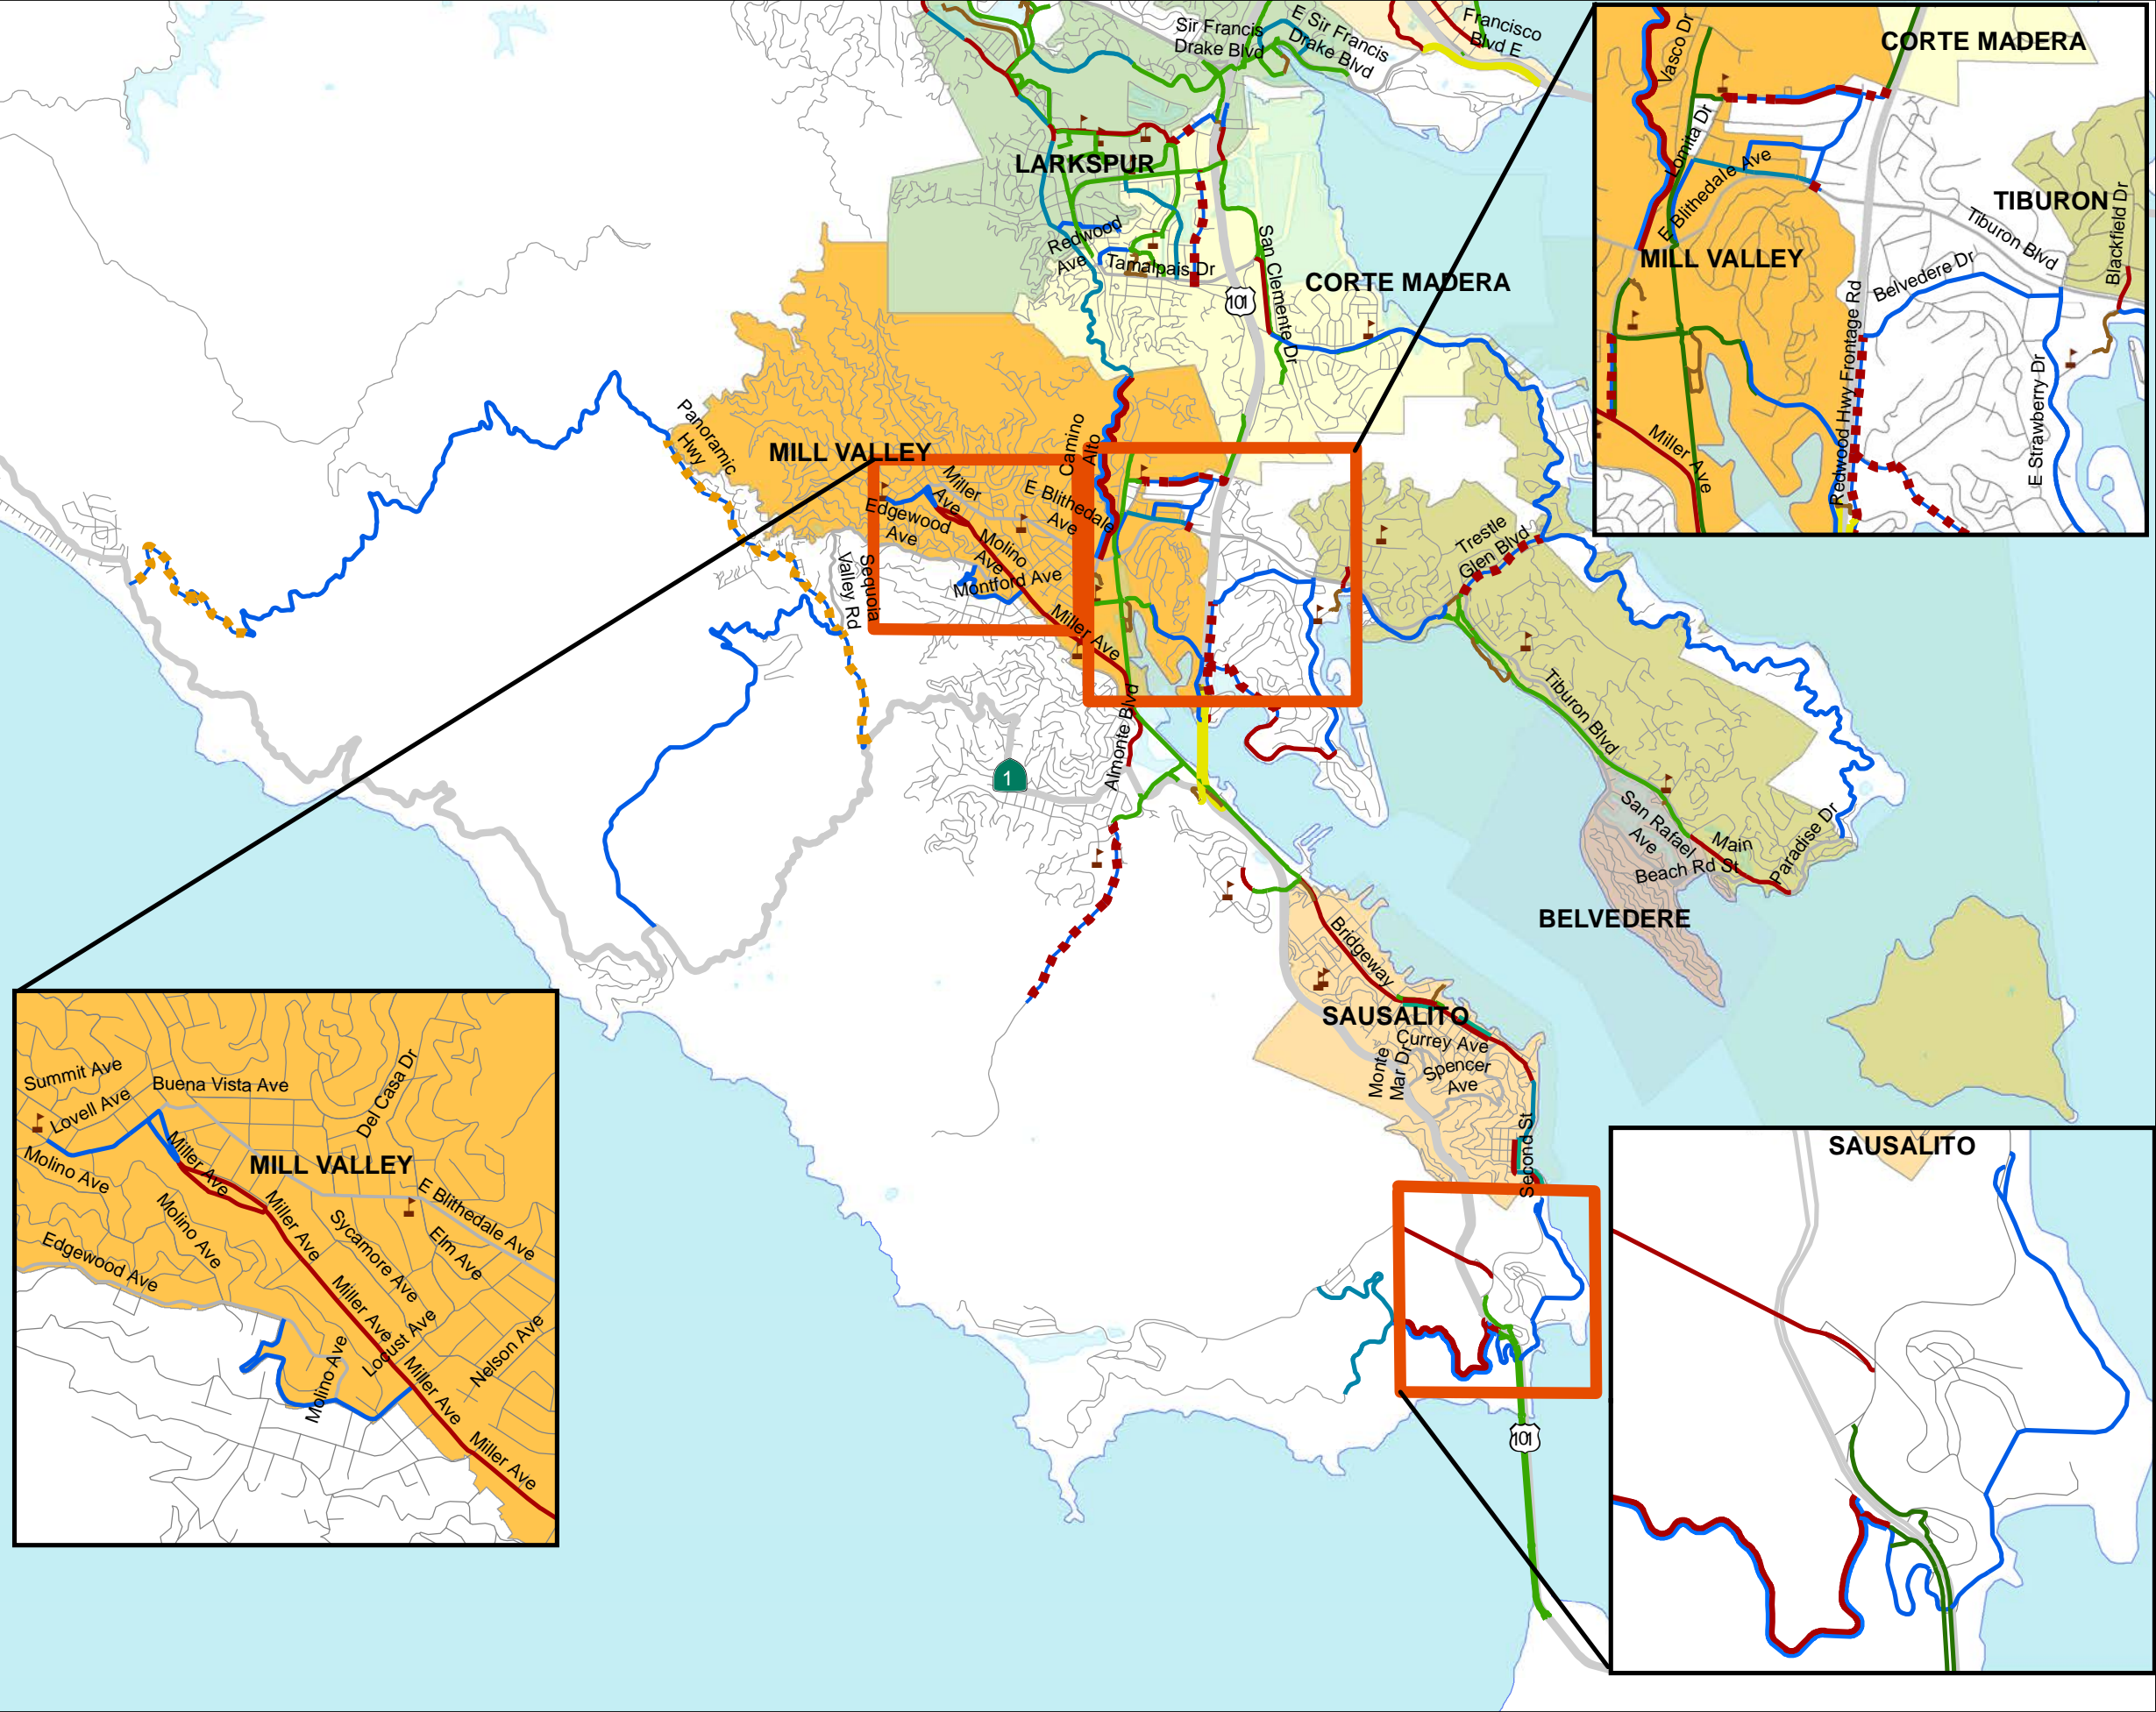 Sir Francis
Drake Blvd
E Sir Francis
Drake Blvd
Francisco
Blvd E
LARKSPUR
Redwood
Ave
Tamalpais Dr
San Clemente Dr
101
CORTE MADERA
Panoramic
Hwy
MILL VALLEY
Camino
Alto
Miller
Ave
E Blithedale
Ave
Edgewood
Ave
Molino
Ave
Montford Ave
Sequoia
Valley Rd
Miller Ave
Trestle
Glen Blvd
Almonte Blvd
1
Tiburon Blvd
San Rafael
Ave
Main
Beach Rd
St
Paradise Dr
BELVEDERE
Bridgeway
SAUSALITO
Currey Ave
Monte
Mar Dr
Spencer
Ave
Second St
101
Vasco Dr
CORTE MADERA
Lomita Dr
E Blithedale Ave
TIBURON
Tiburon Blvd
Blackfield Dr
MILL VALLEY
Belvedere Dr
Redwood Hwy Frontage Rd
E Strawberry Dr
Miller Ave
Summit Ave
Buena Vista Ave
Lovell Ave
Del Casa Dr
Miller Ave
MILL VALLEY
Molino Ave
Molino Ave
Miller Ave
Sycamore Ave
E Blithedale Ave
Elm Ave
Edgewood Ave
Miller Ave
Locust Ave
Molino Ave
Miller Ave
Nelson Ave
Miller Ave
SAUSALITO